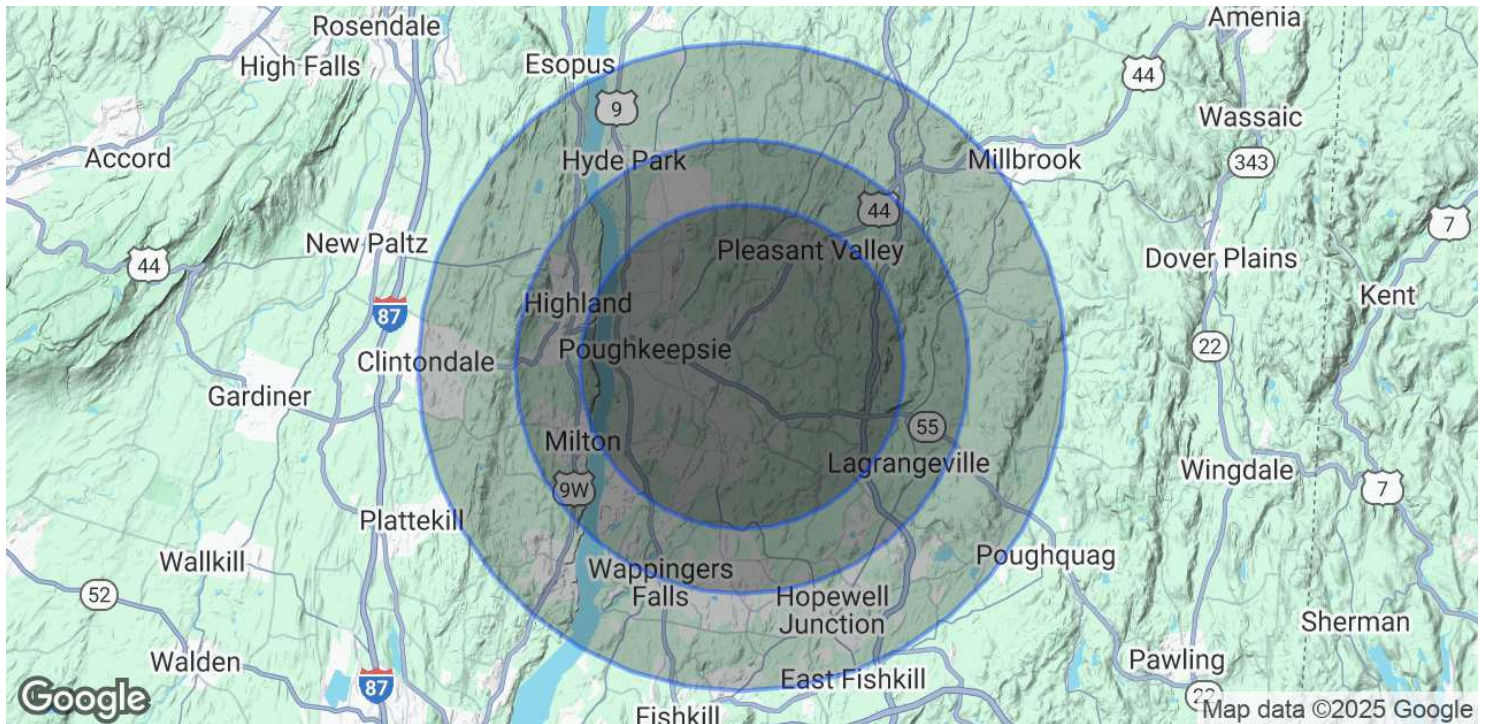 Rosendale
Amenia
High Falls
Esopus
44
9
Wassaic
Accord
Hyde Park
Millbrook
343
44
7
New Paltz
Pleasant Valley
44
Dover Plains
Kent
Highland
87
Poughkeepsie
22
Clintondale
Gardiner
55
Milton
Lagrangeville
Wingdale
9W
7
Plattekill
Poughquag
Wallkill
Wappingers
Falls
52
Hopewell
Junction
Sherman
Walden
Pawling
East Fishkill
87
22
Google
Fishkill
Map data ©2025 Google